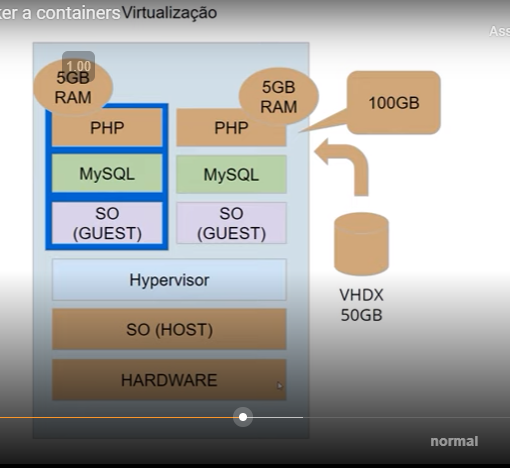 ker a containers
Virtualização
Ass
1.00
5GB
RAM
5GB
RAM
100GB
PHP
PHP
MySQL
MySQL
SO
(GUEST)
SO
(GUEST)
Hypervisor
VHDX
50GB
SO (HOST)
HARDWARE
normal